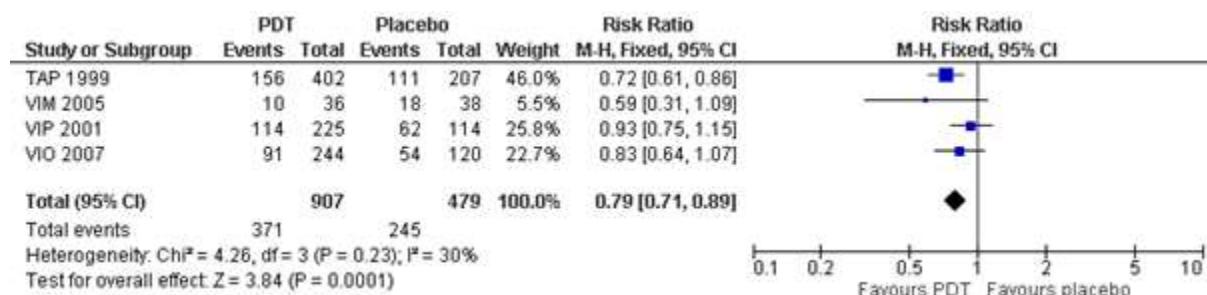 PDT Placebo Risk Ratio Risk Ratio
Study or Subgroup Events Total Events Total Weight M-H, Fixed, 95% CI M-H, Fixed, 95% CI
TAP 1999 156 402 111 207 46.0% 0.72 [0.61, 0.86]
VIM 2005 10 36 18 38 5.5% 0.59 [0.31, 1.09]
VIP 2001 114 225 62 114 25.8% 0.93 [0.75, 1.15]
VIO 2007 91 244 54 120 22.7% 0.83 [0.64, 1.07]
Total (95% CI) 907 479 100.0% 0.79 [0.71, 0.89]
Total events 371 245
Heterogeneity: Chi² = 4.26, df = 3 (P = 0.23); I² = 30%
Test for overall effect: Z = 3.84 (P = 0.0001)
0.1 0.2 0.5 1 2 5 10
Favours PDT Favours placebo